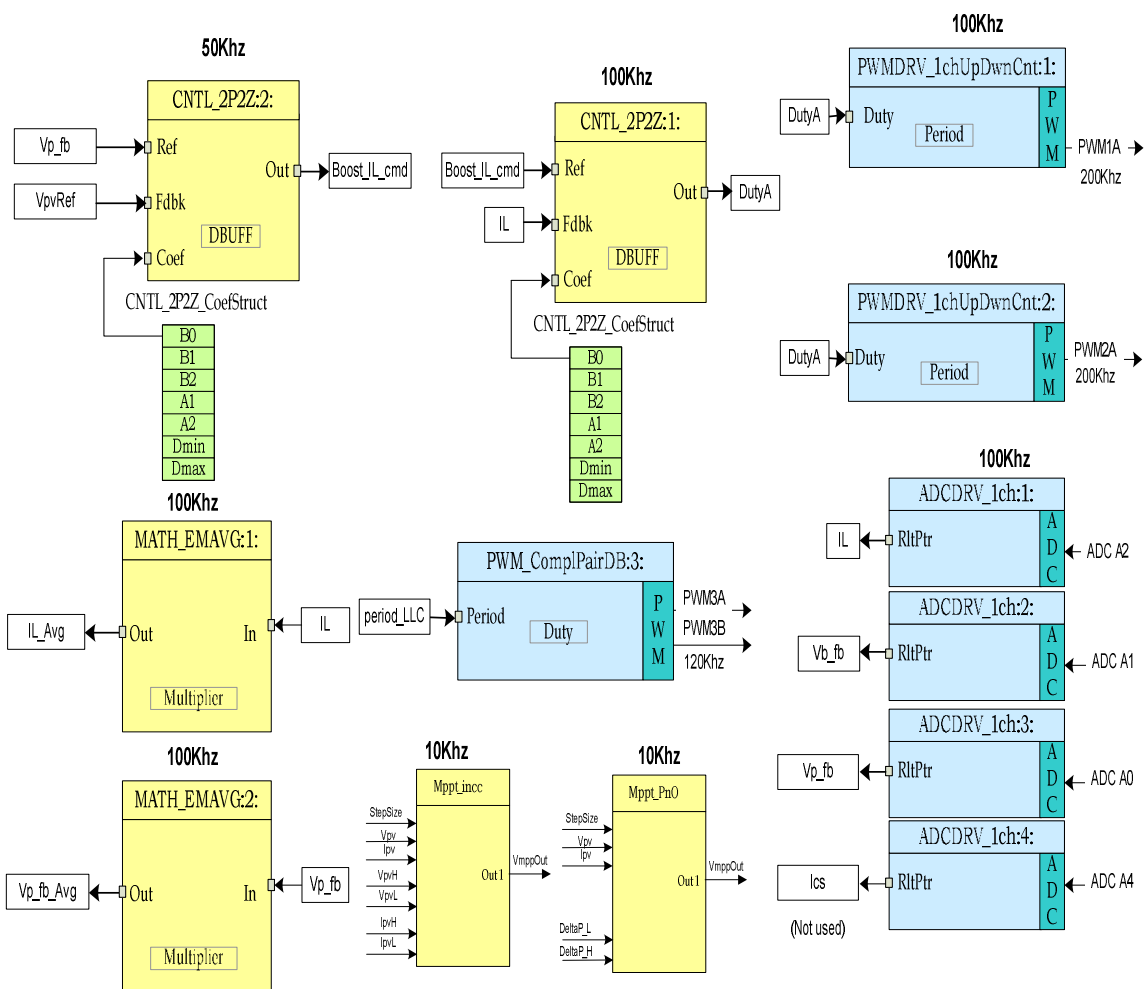 50Khz
CNTL_2P2Z:2:
Vp_fb
Ref
Out
Boost_IL_cmd
VpvRef
Fdbk
DBUFF
Coef
CNTL_2P2Z_CoefStruct
B0
B1
B2
A1
A2
Dmin
Dmax
100Khz
CNTL_2P2Z:1:
Boost_IL_cmd
Ref
Out
DutyA
IL
Fdbk
DBUFF
Coef
CNTL_2P2Z_CoefStruct
B0
B1
B2
A1
A2
Dmin
Dmax
100Khz
PWMDRV_1chUpDwnCnt:1:
DutyA
Duty
Period
PWM
PWM1A
200Khz
100Khz
PWMDRV_1chUpDwnCnt:2:
DutyA
Duty
Period
PWM
PWM2A
200Khz
100Khz
MATH_EMAVG:1:
IL_Avg
Out
In
IL
Multiplier
PWM_ComplPairDB:3:
period_LLC
Period
Duty
PWM
PWM3A
PWM3B
120Khz
100Khz
ADCDRV_1ch:1:
IL
RltPtr
ADC
ADC A2
ADCDRV_1ch:2:
Vb_fb
RltPtr
ADC
ADC A1
ADCDRV_1ch:3:
Vp_fb
RltPtr
ADC
ADC A0
ADCDRV_1ch:4:
Ics
RltPtr
ADC
ADC A4
(Not used)
100Khz
MATH_EMAVG:2:
Vp_fb_Avg
Out
In
Vp_fb
Multiplier
10Khz
Mppt_incc
StepSize
Vpv
Ipv
VpvH
VpvL
IpvH
IpvL
Out1
VmppOut
10Khz
Mppt_PnO
StepSize
Vpv
Ipv
Out1
VmppOut
DeltaP_L
DeltaP_H